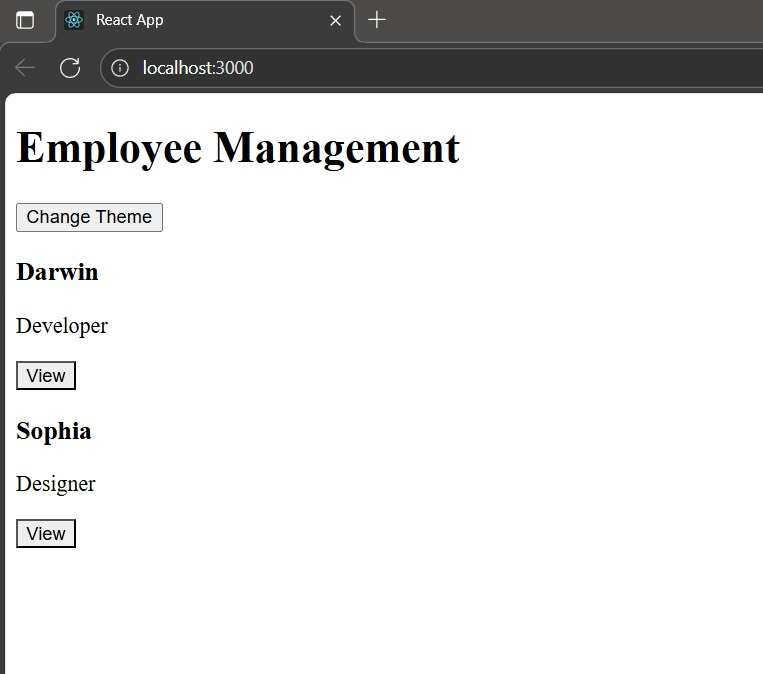 React App
localhost:3000
Employee Management
Change Theme
Darwin
Developer
View
Sophia
Designer
View